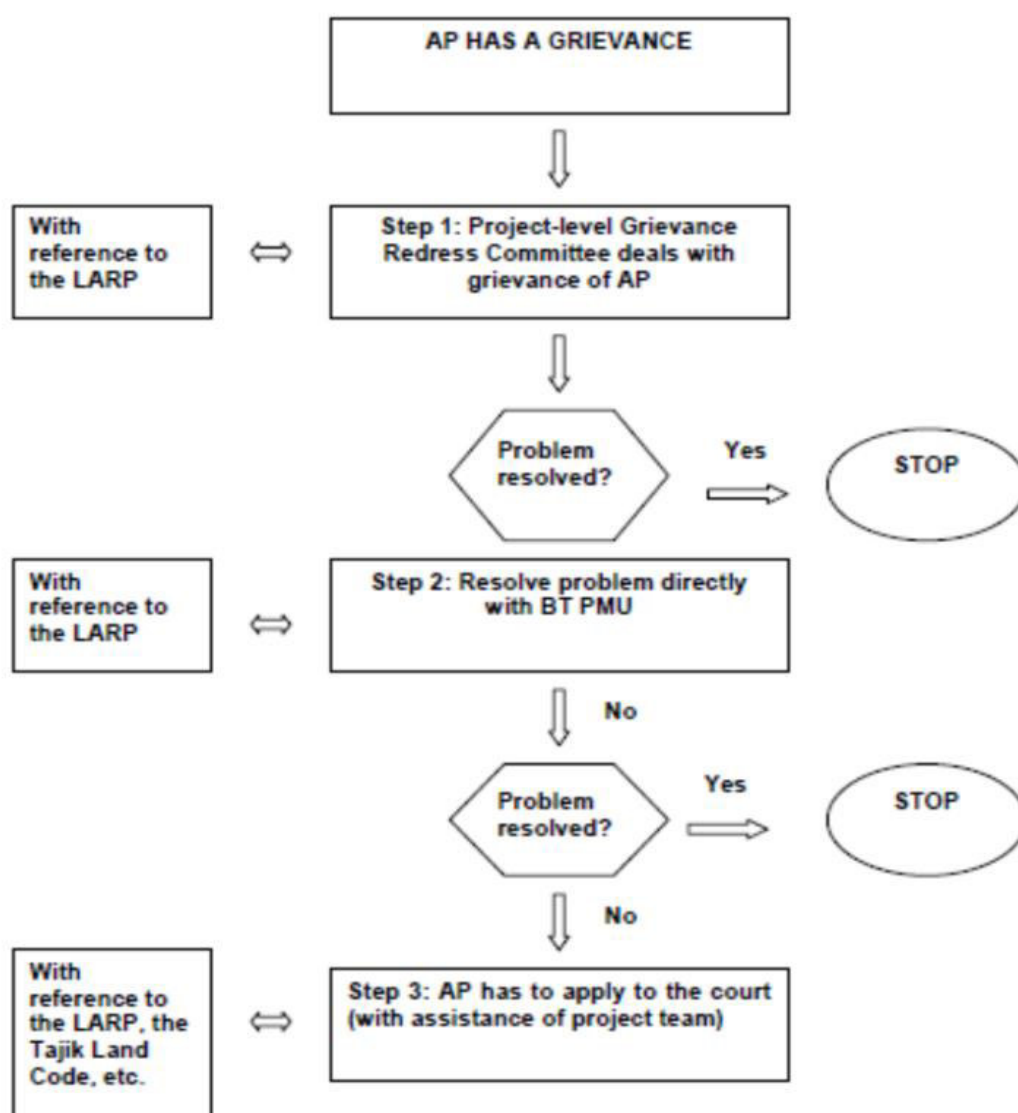 AP HAS A GRIEVANCE
With
reference to
the LARP
Step 1: Project-level Grievance
Redress Committee deals with
grievance of AP
Problem
resolved?
Yes
STOP
With
reference to
the LARP
Step 2: Resolve problem directly
with BT PMU
No
Problem
resolved?
Yes
STOP
No
With
reference to
the LARP, the
Tajik Land
Code, etc.
Step 3: AP has to apply to the court
(with assistance of project team)